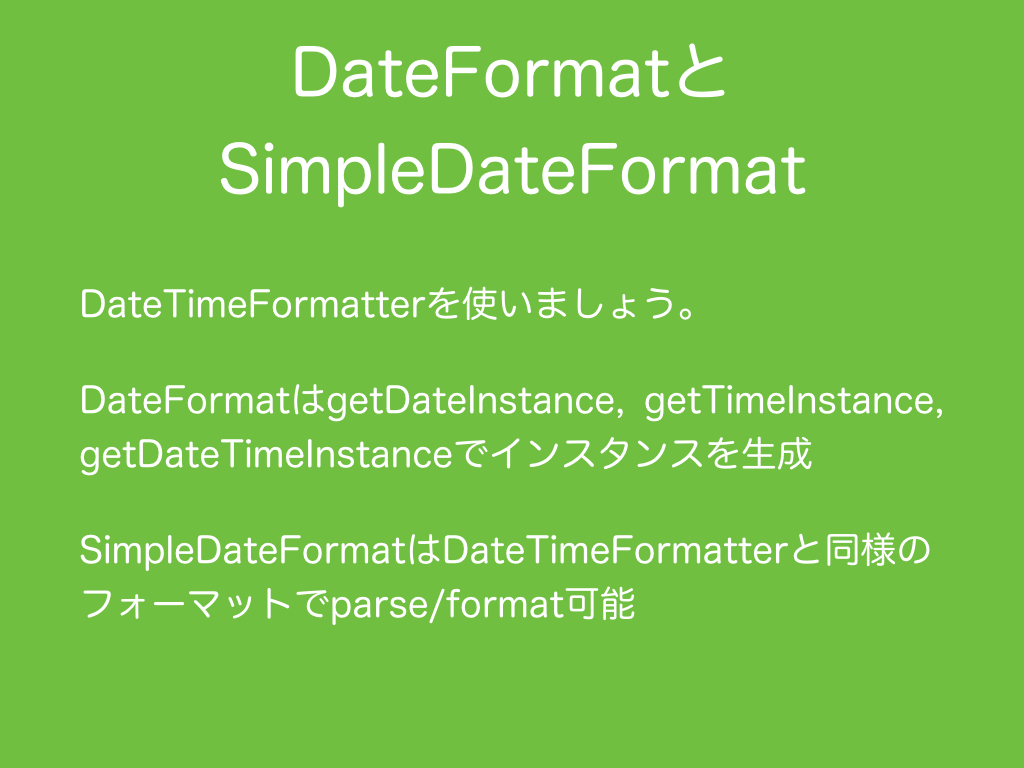 DateFormatと
SimpleDateFormat
DateTimeFormatterを使いましょう。
DateFormatはgetDateInstance, getTimeInstance,
getDateTimeInstanceでインスタンスを生成
SimpleDateFormatはDateTimeFormatterと同様の
フォーマットでparse/format可能